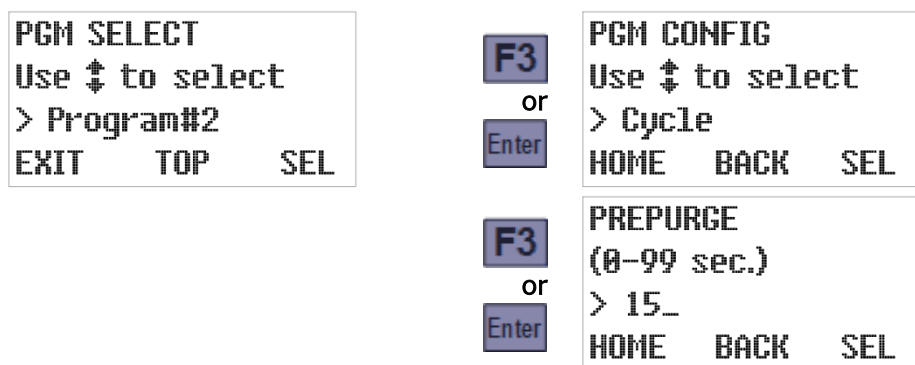 PGM SELECT
Use ↕ to select
> Program#2
EXIT TOP SEL
F3
or
Enter
PGM CONFIG
Use ↕ to select
> Cycle
HOME BACK SEL
F3
or
Enter
PREPURGE
(0-99 sec.)
> 15_
HOME BACK SEL